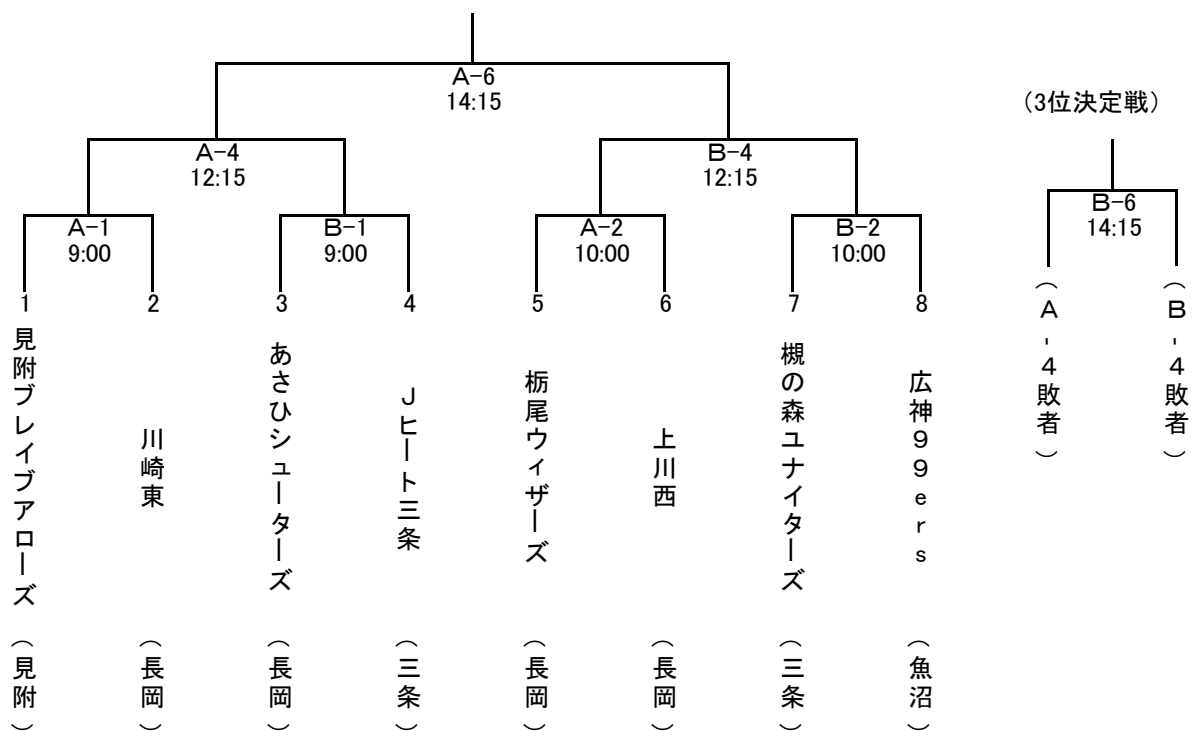 A-6
14:15
(3位決定戦)
A-4
12:15
B-4
12:15
B-6
14:15
A-1
9:00
B-1
9:00
A-2
10:00
B-2
10:00
1
2
3
4
5
6
7
8
見附ブレイブアローズ(見附)
川崎東(長岡)
あさひシューターズ(長岡)
Jヒート三条(三条)
栃尾ウィザーズ(長岡)
上川西(長岡)
槻の森ユナイターズ(三条)
広神99ers(魚沼)
(A-4敗者)
(B-4敗者)